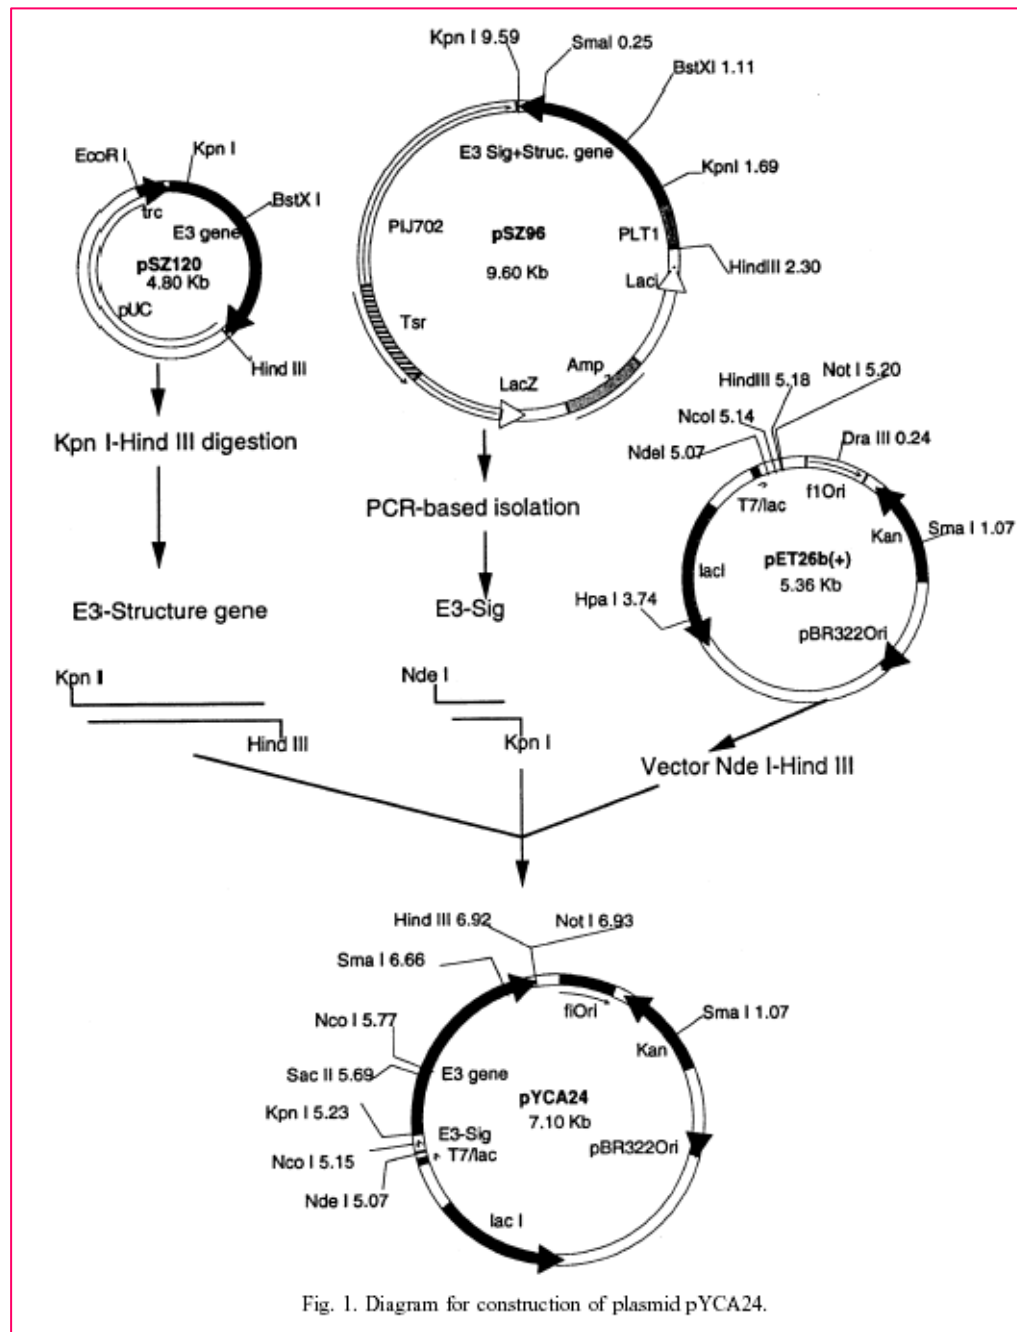 Kpn I 9.59
SmaI 0.25
BstXI 1.11
E3 Sig+Struc. gene
KpnI 1.69
PIJ702
pSZ96
9.60 Kb
PLT1
HindIII 2.30
Laci
Tsr
Amp
LacZ
EcoR I
Kpn I
BstX I
trc
E3 gene
pSZ120
4.80 Kb
pUC
Hind III
Kpn I-Hind III digestion
PCR-based isolation
Not I 5.20
HindIII 5.18
NcoI 5.14
NdeI 5.07
Dra III 0.24
T7/lac
f1Ori
Kan
Sma I 1.07
pET26b(+)
5.36 Kb
lacI
Hpa I 3.74
pBR322Ori
E3-Structure gene
E3-Sig
Kpn I
Hind III
Nde I
Kpn I
Vector Nde I-Hind III
Hind III 6.92
Not I 6.93
Sma I 6.66
fiOri
Sma I 1.07
Nco I 5.77
Kan
Sac II 5.69
E3 gene
pYCA24
7.10 Kb
Kpn I 5.23
E3-Sig
T7/lac
pBR322Ori
Nco I 5.15
Nde I 5.07
lac I
Fig. 1. Diagram for construction of plasmid pYCA24.